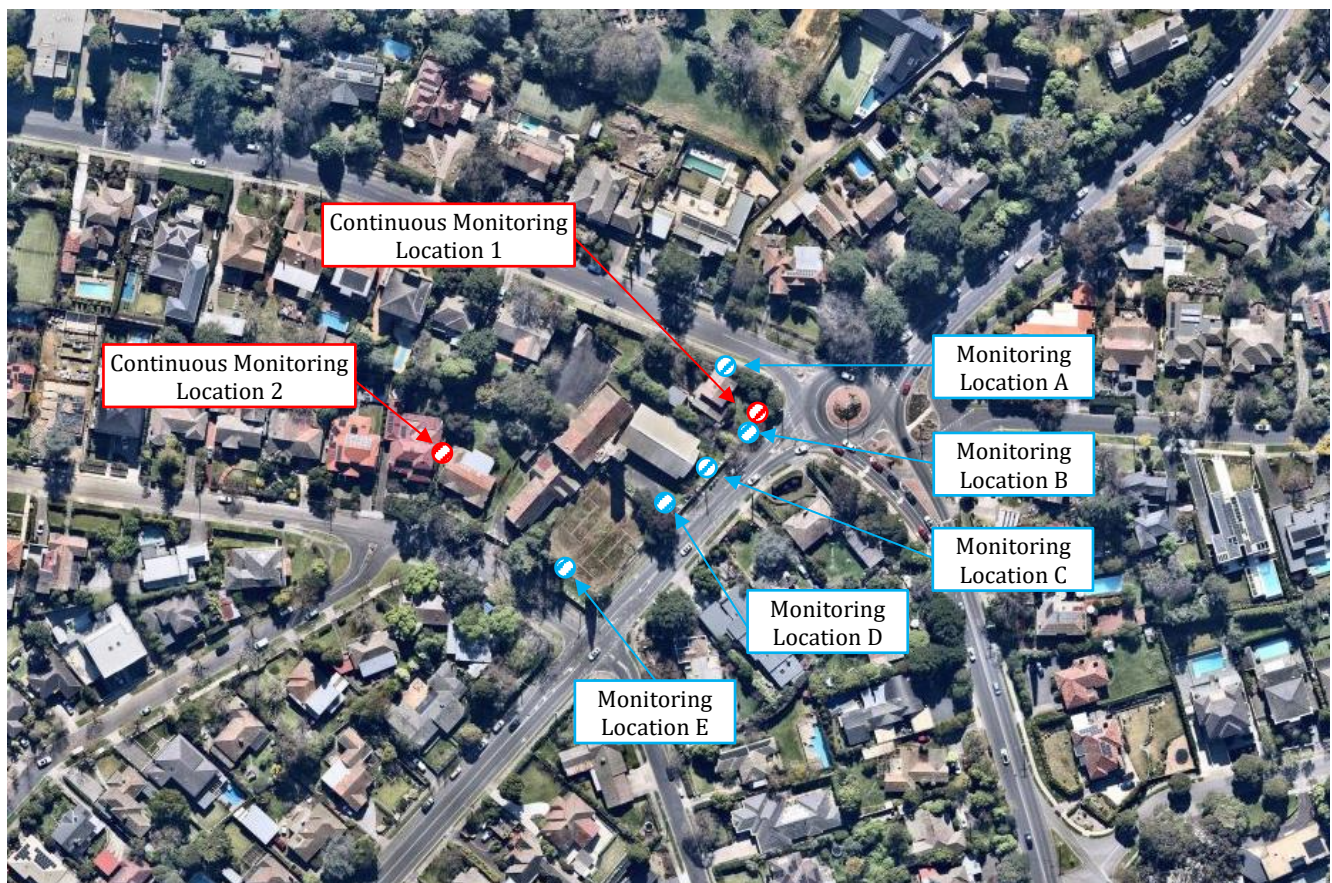 Continuous Monitoring
Location 1
Continuous Monitoring
Location 2
Monitoring
Location A
Monitoring
Location B
Monitoring
Location C
Monitoring
Location D
Monitoring
Location E